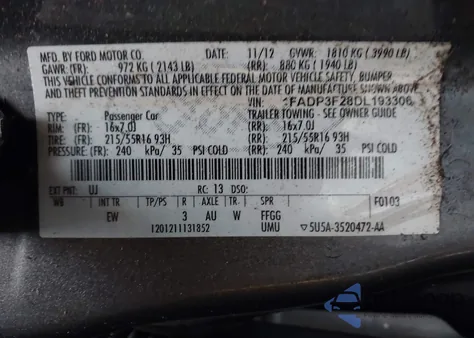 MFD. BY FORD MOTOR CO. DATE: 11/12 GVWR: 1810 KG ( 3990 LB)
GAWR: (FR): 972 KG ( 2143 LB) (RR): 880 KG ( 1940 LB)
THIS VEHICLE CONFORMS TO ALL APPLICABLE FEDERAL MOTOR VEHICLE SAFETY, BUMPER
AND THEFT PREVENTION STANDARDS IN EFFECT ON THE DATE OF MANUFACTURE SHOWN ABOVE.
VIN: 1FADP3F28DL193306
TYPE: Passenger Car TRAILER TOWING - SEE OWNER GUIDE
RIM: (FR): 16x7.0J (RR): 16x7.0J
TIRE: (FR): 215/55R16 93H (RR): 215/55R16 93H
PRESSURE: (FR): 240 kPa/ 35 PSI COLD (RR): 240 kPa/ 35 PSI COLD
EXT PNT: UJ RC: 13 DSO:
WB INT TR TP/PS R AXLE TR SPR F0103
EW 3 AU W FFGG
1201211131852 UMU ▽5U5A-3520472-AA